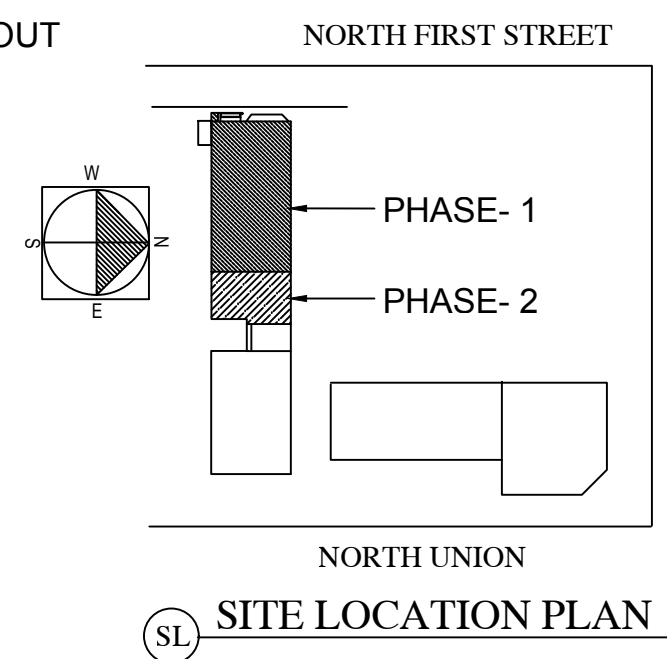 OUT
NORTH FIRST STREET
W
S
N
E
PHASE- 1
PHASE- 2
NORTH UNION
SL
SITE LOCATION PLAN